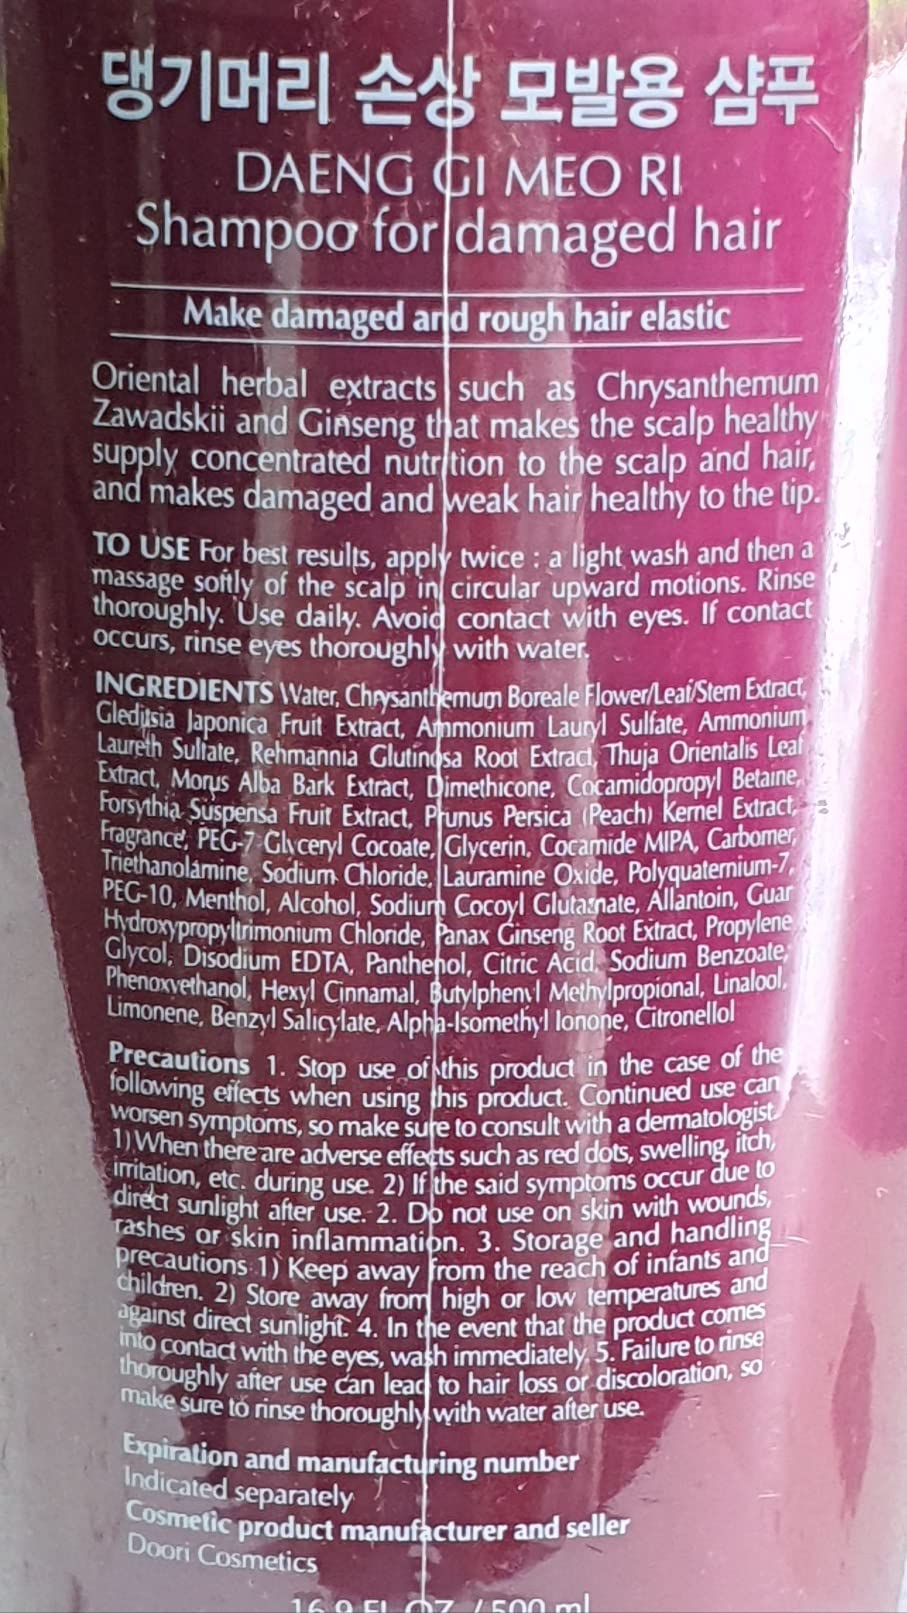 댕기머리 손상 모발용 샴푸
DAENG GI MEO RI
Shampoo for damaged hair
Make damaged and rough hair elastic
Oriental herbal extracts such as Chrysanthemum
Zawadskii and Ginseng that makes the scalp healthy
supply concentrated nutrition to the scalp and hair,
and makes damaged and weak hair healthy to the tip.
TO USE For best results, apply twice : a light wash and then a
massage softly of the scalp in circular upward motions. Rinse
thoroughly. Use daily. Avoid contact with eyes. If contact
occurs, rinse eyes thoroughly with water.
INGREDIENTS Water, Chrysanthemum Boreale Flower/Leaf/Stem Extract,
Gleditsia Japonica Fruit Extract, Ammonium Lauryl Sulfate, Ammonium
Laureth Sulfate, Rehmannia Glutinosa Root Extract, Thuja Orientalis Leaf
Extract, Morus Alba Bark Extract, Dimethicone, Cocamidopropyl Betaine,
Forsythia Suspensa Fruit Extract, Prunus Persica (Peach) Kernel Extract,
Fragrance, PEG-7 Glyceryl Cocoate, Glycerin, Cocamide MIPA, Carbomer,
Triethanolamine, Sodium Chloride, Lauramine Oxide, Polyquaternium-7,
PEG-10, Menthol, Alcohol, Sodium Cocoyl Glutamate, Allantoin, Guar
Hydroxypropyltrimonium Chloride, Panax Ginseng Root Extract, Propylene
Glycol, Disodium EDTA, Panthenol, Citric Acid, Sodium Benzoate,
Phenoxyethanol, Hexyl Cinnamal, Butylphenyl Methylpropional, Linalool,
Limonene, Benzyl Salicylate, Alpha-Isomethyl Ionone, Citronellol
Precautions 1. Stop use of this product in the case of the
following effects when using this product. Continued use can
worsen symptoms, so make sure to consult with a dermatologist.
1) When there are adverse effects such as red dots, swelling, itch,
irritation, etc. during use. 2) If the said symptoms occur due to
direct sunlight after use. 2. Do not use on skin with wounds,
rashes or skin inflammation. 3. Storage and handling
precautions 1) Keep away from the reach of infants and
children. 2) Store away from high or low temperatures and
against direct sunlight. 4. In the event that the product comes
into contact with the eyes, wash immediately. 5. Failure to rinse
thoroughly after use can lead to hair loss or discoloration, so
make sure to rinse thoroughly with water after use.
Expiration and manufacturing number
Indicated separately
Cosmetic product manufacturer and seller
Doori Cosmetics
16.9 FL OZ / 500 ml